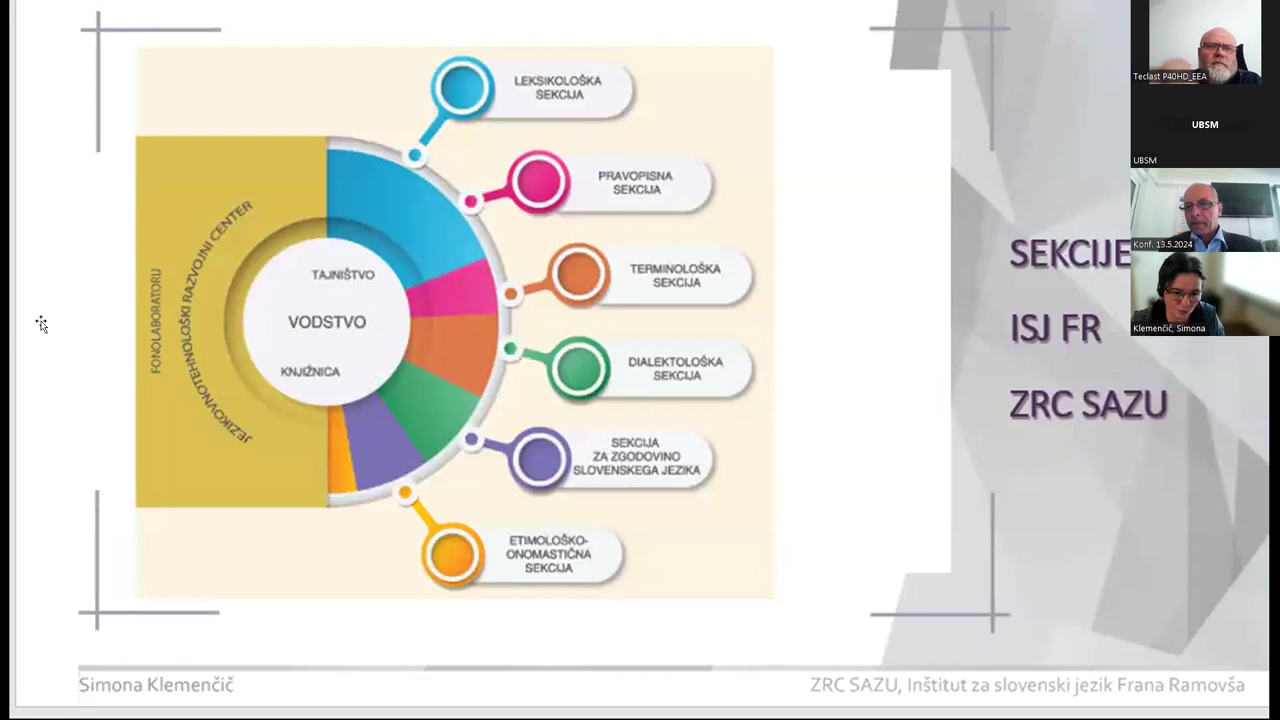 LEKSIKOLOŠKA
SEKCIJA
PRAVOPISNA
SEKCIJA
TERMINOLOŠKA
SEKCIJA
DIALEKTOLOŠKA
SEKCIJA
SEKCIJA
ZA ZGODOVINO
SLOVENSKEGA JEZIKA
ETIMOLOŠKO-
ONOMASTIČNA
SEKCIJA
FONOLABORATORIJ
JEZIKOVNOTEHNOLOŠKI RAZVOJNI CENTER
TAJNIŠTVO
VODSTVO
KNJIŽNICA
SEKCIJE
ISJ FR
ZRC SAZU
Teclast P40HD_EEA
UBSM
UBSM
Konf. 13.5.2024
Klemenčič, Simona
Simona Klemenčič
ZRC SAZU, Inštitut za slovenski jezik Frana Ramovša